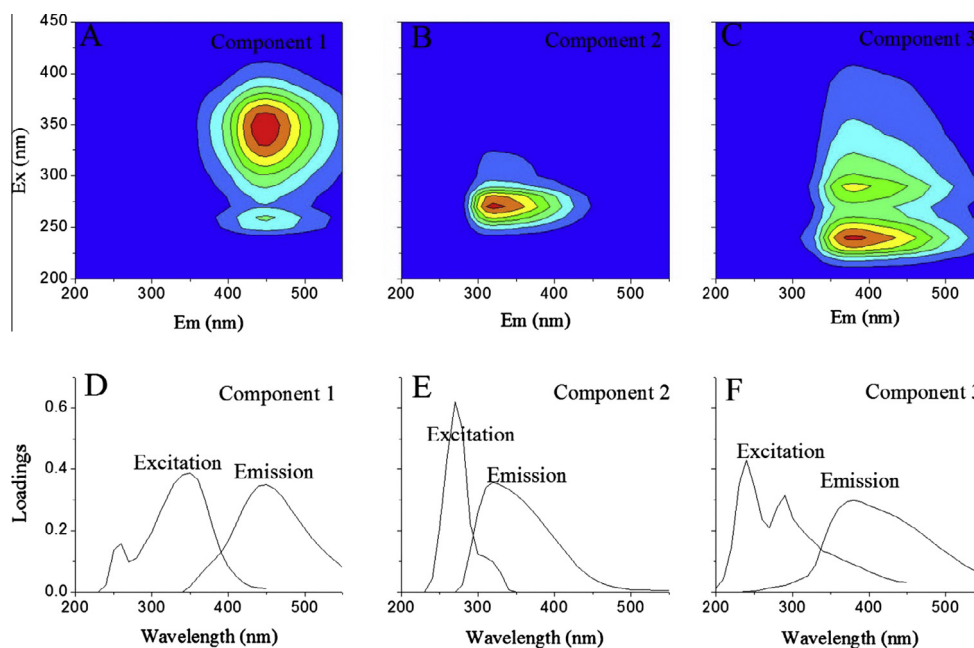 A
Component 1
B
Component 2
C
Component 3
Ex (nm)
450
400
350
300
250
200
200 300 400 500
Em (nm)
200 300 400 500
Em (nm)
200 300 400 500
Em (nm)
D
Component 1
Excitation
Emission
E
Component 2
Excitation
Emission
F
Component 3
Excitation
Emission
Loadings
0.6
0.4
0.2
0.0
200 300 400 500
Wavelength (nm)
200 300 400 500
Wavelength (nm)
200 300 400 500
Wavelength (nm)